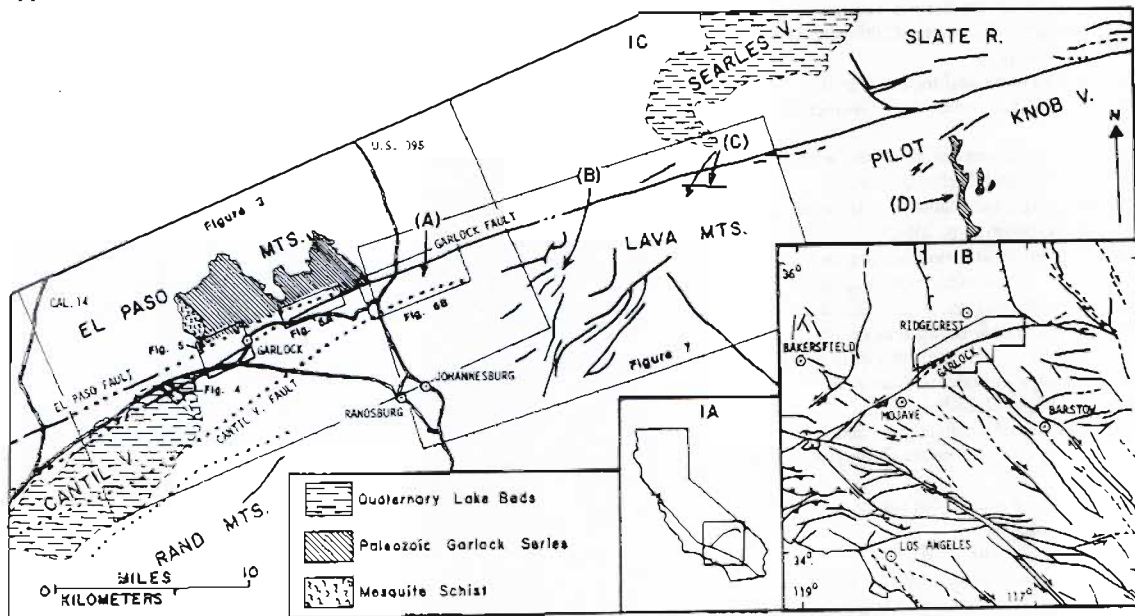 1C
SEARLES V.
SLATE R.
PILOT KNOB V.
N
U.S. 395
(C)
(B)
(D)
(A)
Figure 3
GARLOCK FAULT
LAVA MTS.
EL PASO MTS.
CAL. 14
Fig. 6A
Fig. 6B
Fig. 5
GARLOCK
EL PASO FAULT
Fig. 4
CANTIL V. FAULT
JOHANNESBURG
RANDSBURG
Figure 7
CANTIL V.
RAND MTS.
0 MILES 10
KILOMETERS
Quaternary Lake Beds
Paleozoic Garlock Series
Mesquite Schist
1A
1B
36°
RIDGECREST
BAKERSFIELD
GARLOCK
MOJAVE
BARSTOW
LOS ANGELES
34°
119°
117°